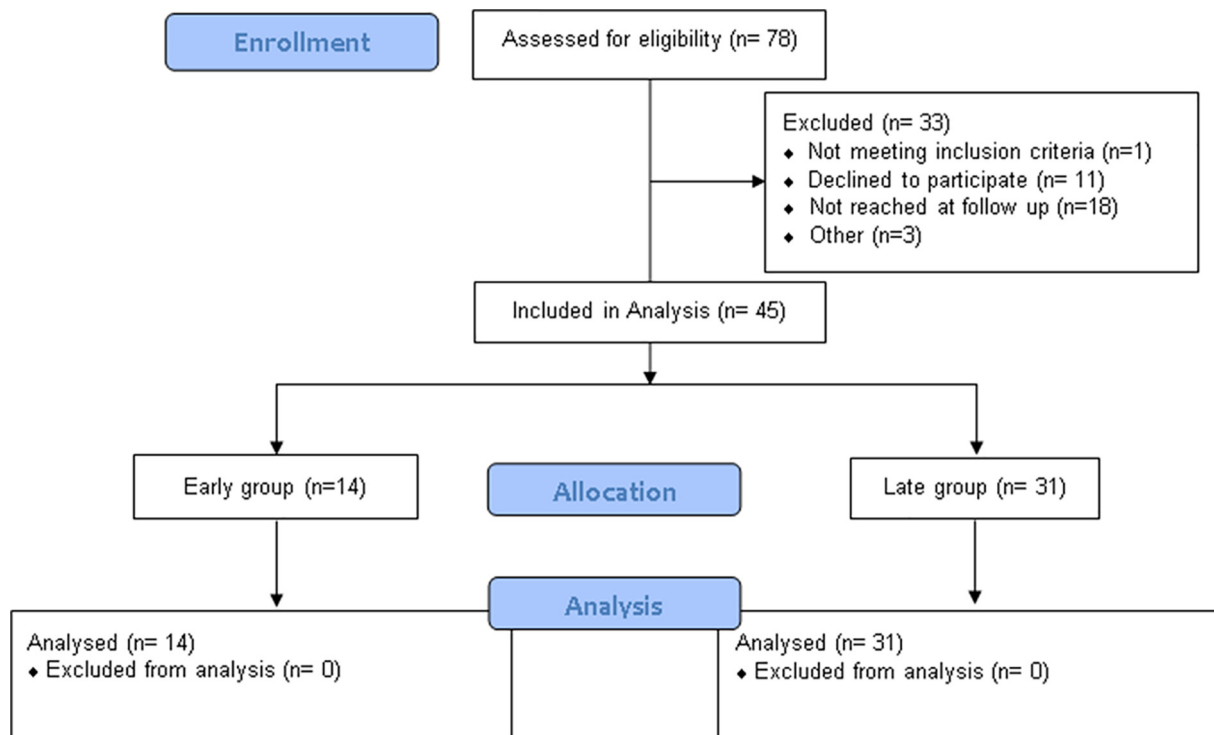 Enrollment
Assessed for eligibility (n= 78)
Excluded (n= 33)
♦ Not meeting inclusion criteria (n=1)
♦ Declined to participate (n= 11)
♦ Not reached at follow up (n=18)
♦ Other (n=3)
Included in Analysis (n= 45)
Early group (n=14)
Allocation
Late group (n= 31)
Analysis
Analysed (n= 14)
♦ Excluded from analysis (n= 0)
Analysed (n= 31)
♦ Excluded from analysis (n= 0)